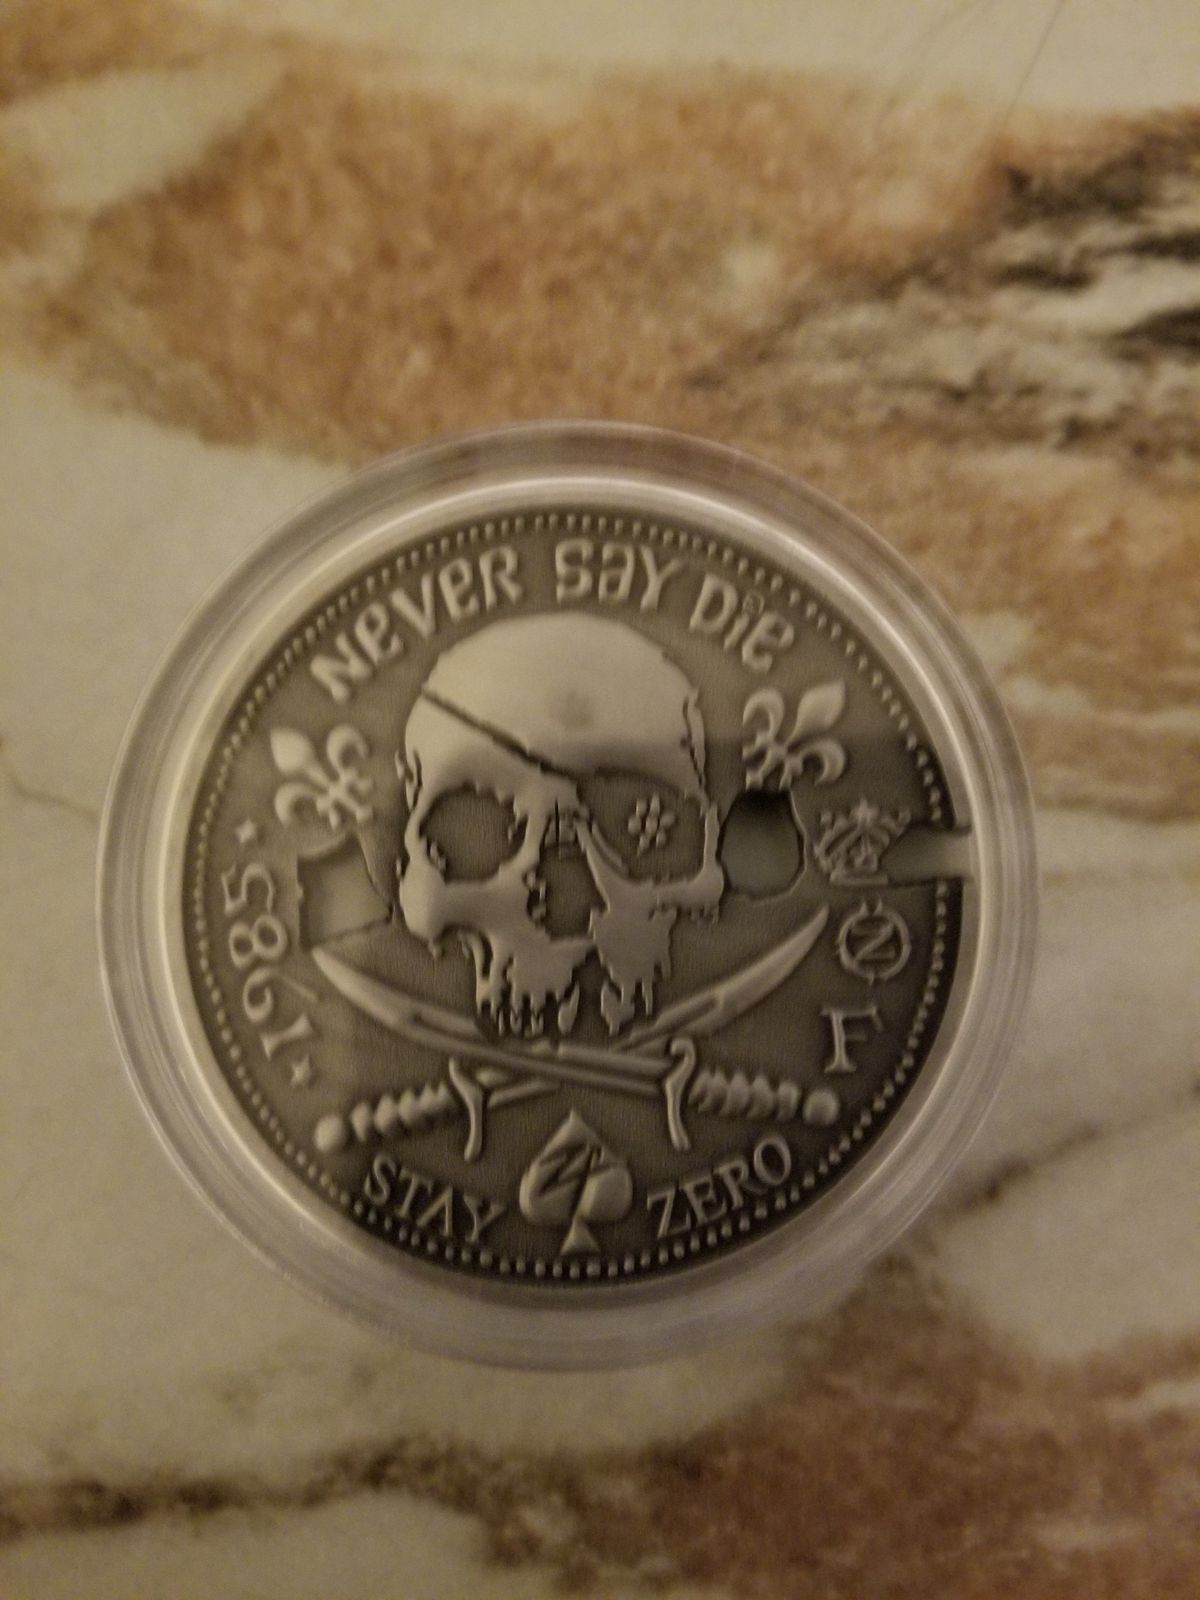 NEVER SAY DIE
1985
N
F
STAY ZERO